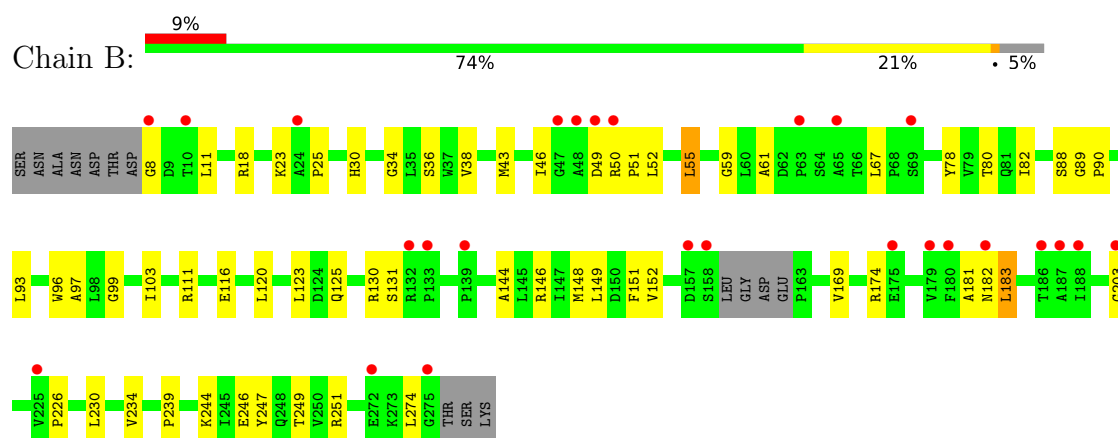 9%
Chain B:
74% 21% • 5%
SER ASN ALA ASN ASP THR ASP G8 D9 T10 L11 R18 K23 A24 P25 H30 G34 L35 S36 W37 V38 M43 I46 G47 A48 D49 R50 P51 L52 L55 G59 L60 A61 D62 P63 S64 A65 T66 L67 P68 S69 Y78 V79 T80 Q81 I82 S88 G89 P90
L93 W96 A97 L98 G99 I103 R111 E116 L120 L123 D124 Q125 R130 S131 R132 P133 P139 A144 L145 R146 I147 M148 L149 D150 F151 V152 D157 S158 LEU GLY ASP GLU P163 V169 R174 E175 V179 F180 A181 N182 L183 T186 A187 I188 G203
V225 P226 L230 V234 P239 K244 I245 E246 Y247 Q248 T249 V250 R251 E272 K273 L274 G275 THR SER LYS